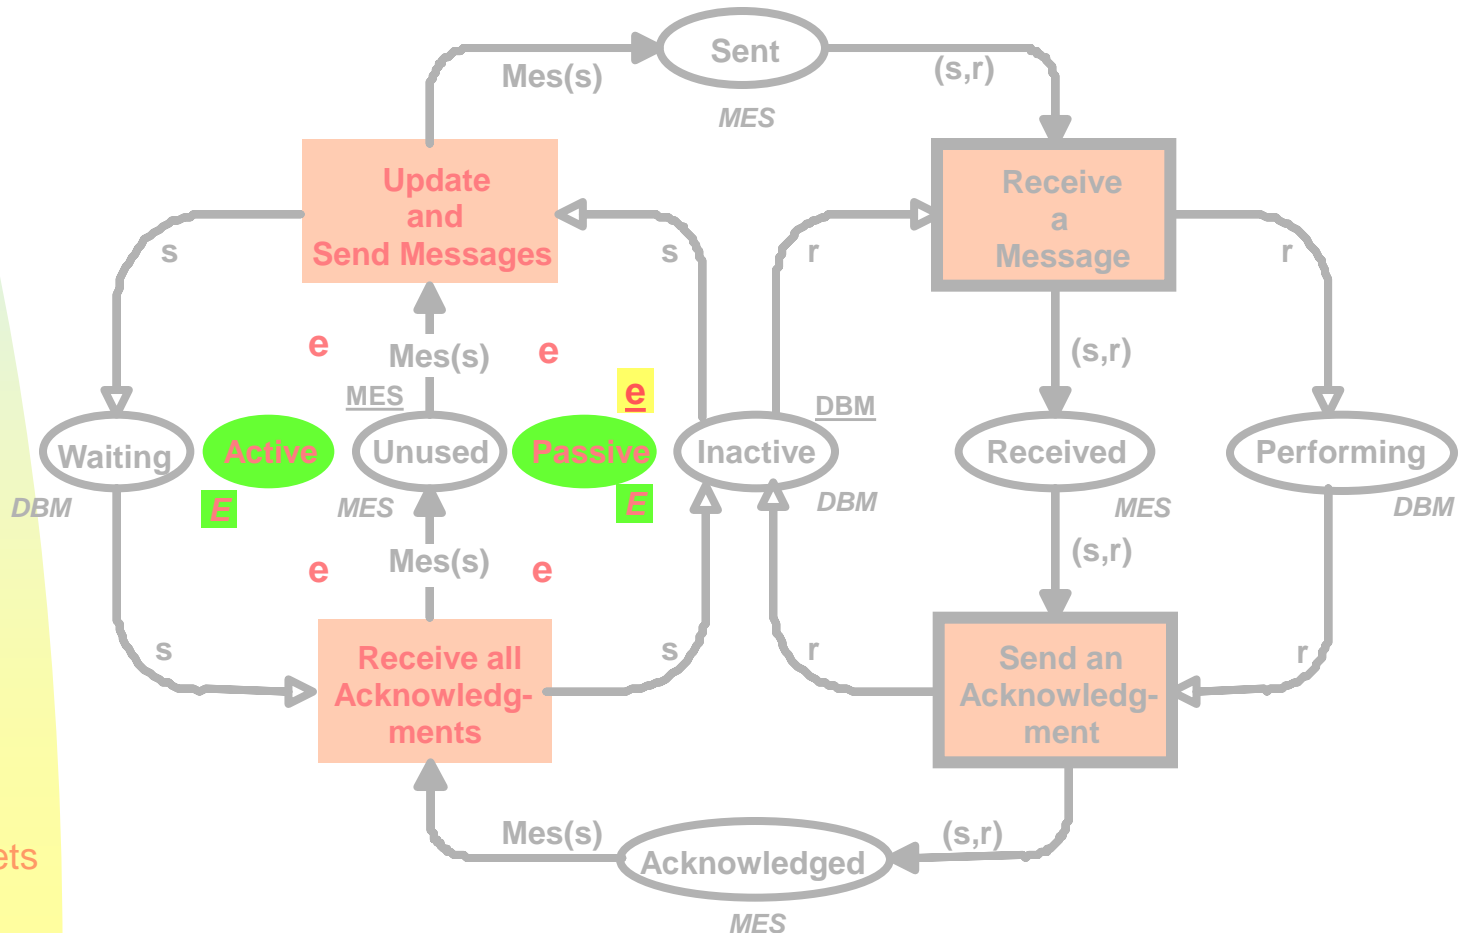 Sent
Mes(s)
(s,r)
MES
Update
and
Send Messages
Receive
a
Message
s
s
r
r
e
Mes(s)
e
(s,r)
MES
e
DBM
Waiting
Active
Unused
Passive
Inactive
Received
Performing
DBM
E
MES
E
DBM
MES
DBM
e
Mes(s)
e
(s,r)
s
s
r
r
Receive all
Acknowledg-
ments
Send an
Acknowledg-
ment
Mes(s)
(s,r)
ets
Acknowledged
MES